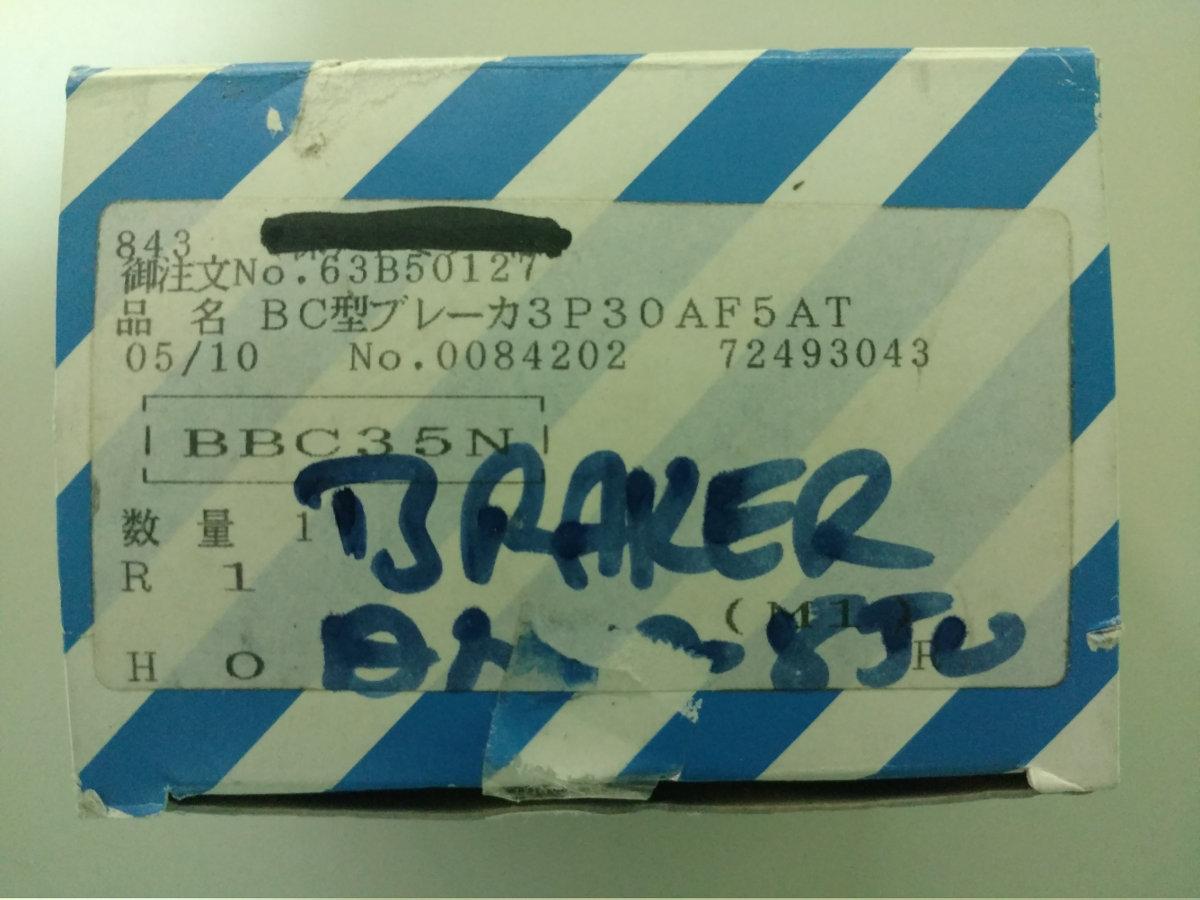 843
御注文No.63B50127
品 名 BC型ブレーカ3P30AF5AT
05/10 No.0084202 72493043
BBC35N
数 量 1
BRAKER
R 1
(M1)
H 0